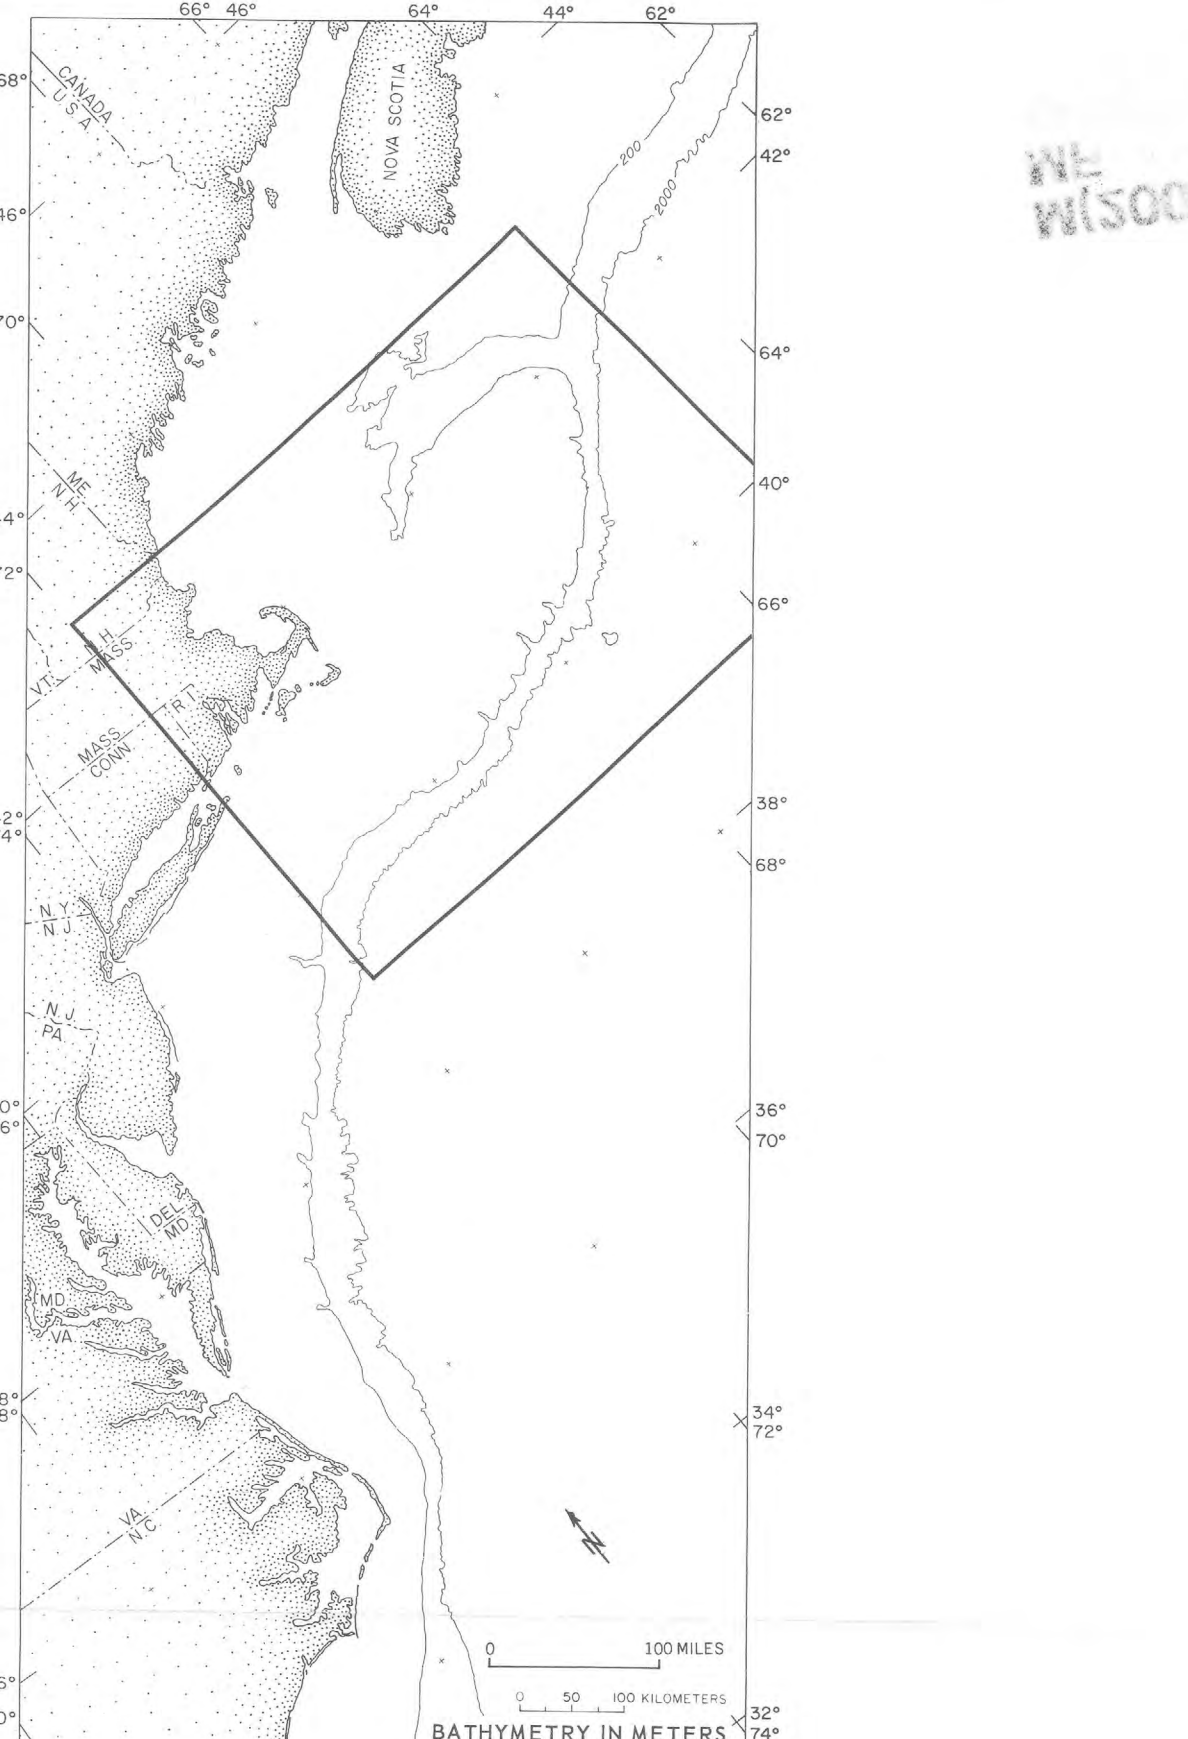 66° 46° 64° 44° 62°
68°
CANADA
U S A
NOVA SCOTIA
62°
200
42°
2000
46°
70°
64°
ME
N H
40°
44°
72°
66°
N H
MASS
VT.
R I
MASS
CONN
38°
42°
74°
68°
N Y
N J
N J
PA
36°
70°
DEL
MD
MD
VA
34°
72°
VA
N C
N
0 100 MILES
0 50 100 KILOMETERS
32°
BATHYMETRY IN METERS
74°